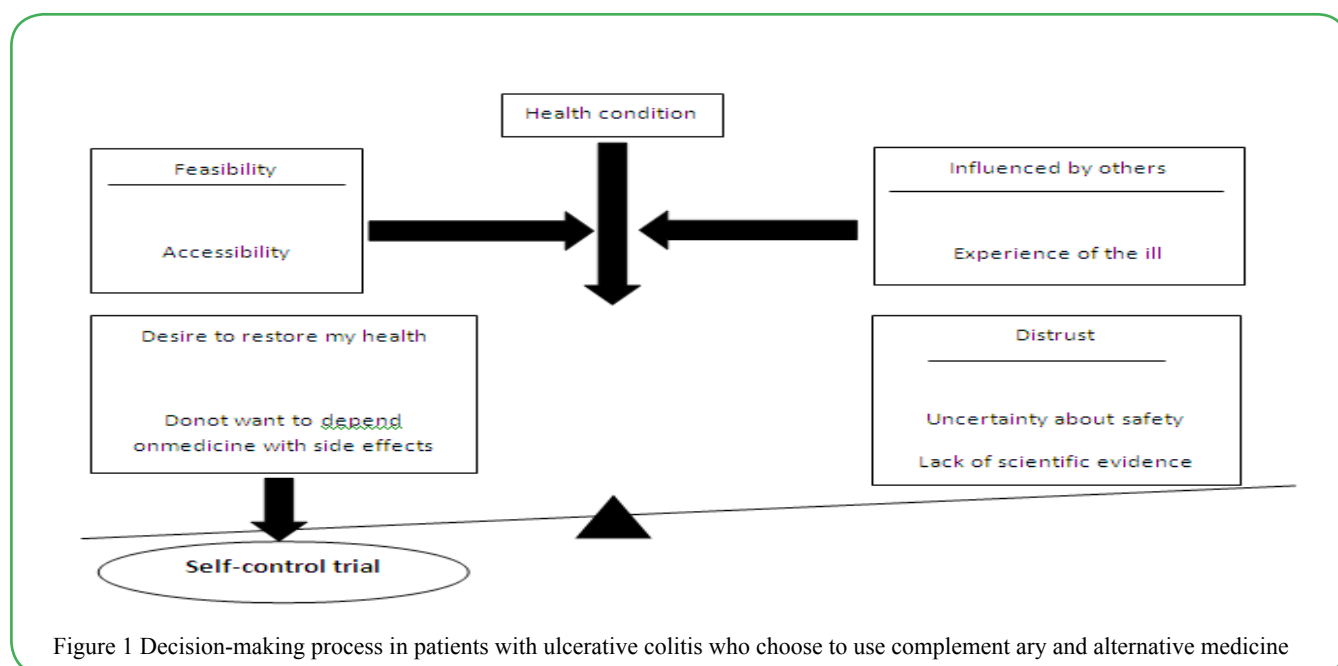 Health condition
Feasibility
Accessibility
Influenced by others
Experience of the ill
Desire to restore my health
Donot want to depend
onmedicine with side effects
Distrust
Uncertainty about safety
Lack of scientific evidence
Self-control trial
Figure 1 Decision-making process in patients with ulcerative colitis who choose to use complement ary and alternative medicine